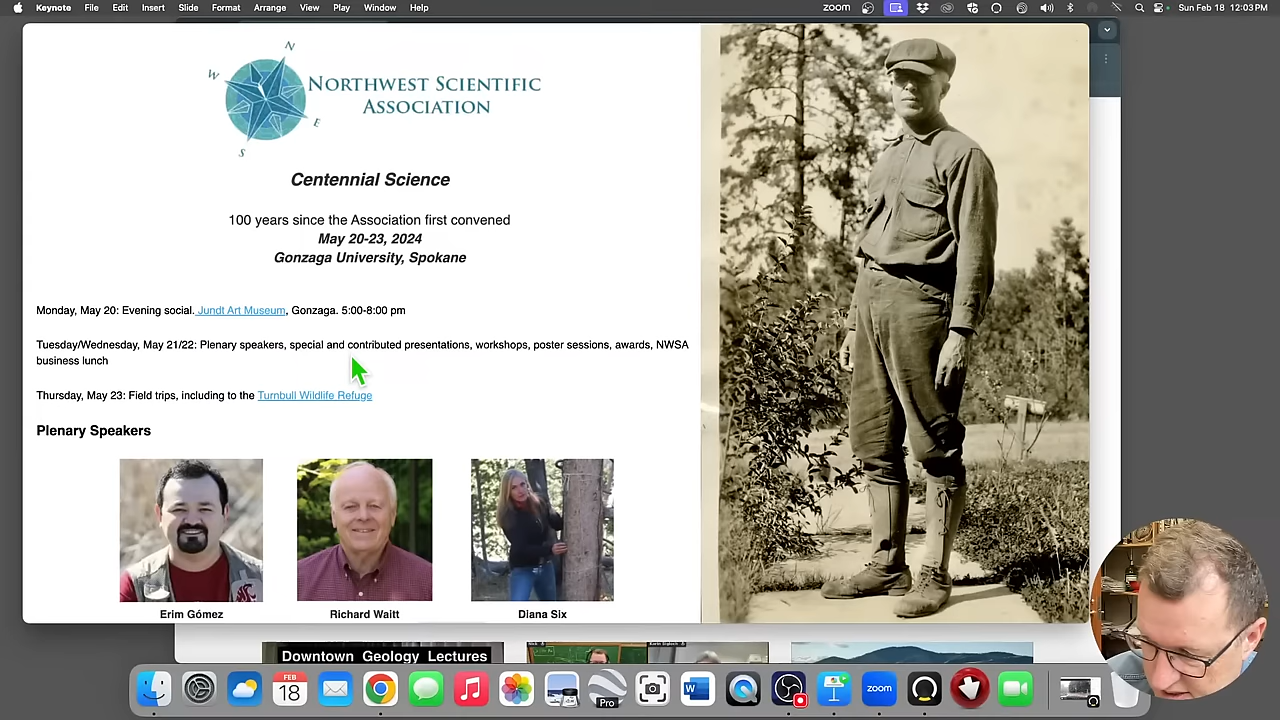 Keynote File Edit Insert Slide Format Arrange View Play Window Help zoom Sun Feb 18 12:03 PM
N
W
E
S
NORTHWEST SCIENTIFIC
ASSOCIATION
Centennial Science
100 years since the Association first convened
May 20-23, 2024
Gonzaga University, Spokane
Monday, May 20: Evening social. Jundt Art Museum, Gonzaga. 5:00-8:00 pm
Tuesday/Wednesday, May 21/22: Plenary speakers, special and contributed presentations, workshops, poster sessions, awards, NWSA
business lunch
Thursday, May 23: Field trips, including to the Turnbull Wildlife Refuge
Plenary Speakers
Erim Gómez
Richard Waitt
Diana Six
Downtown Geology Lectures
FEB
18
Pro
W
zoom